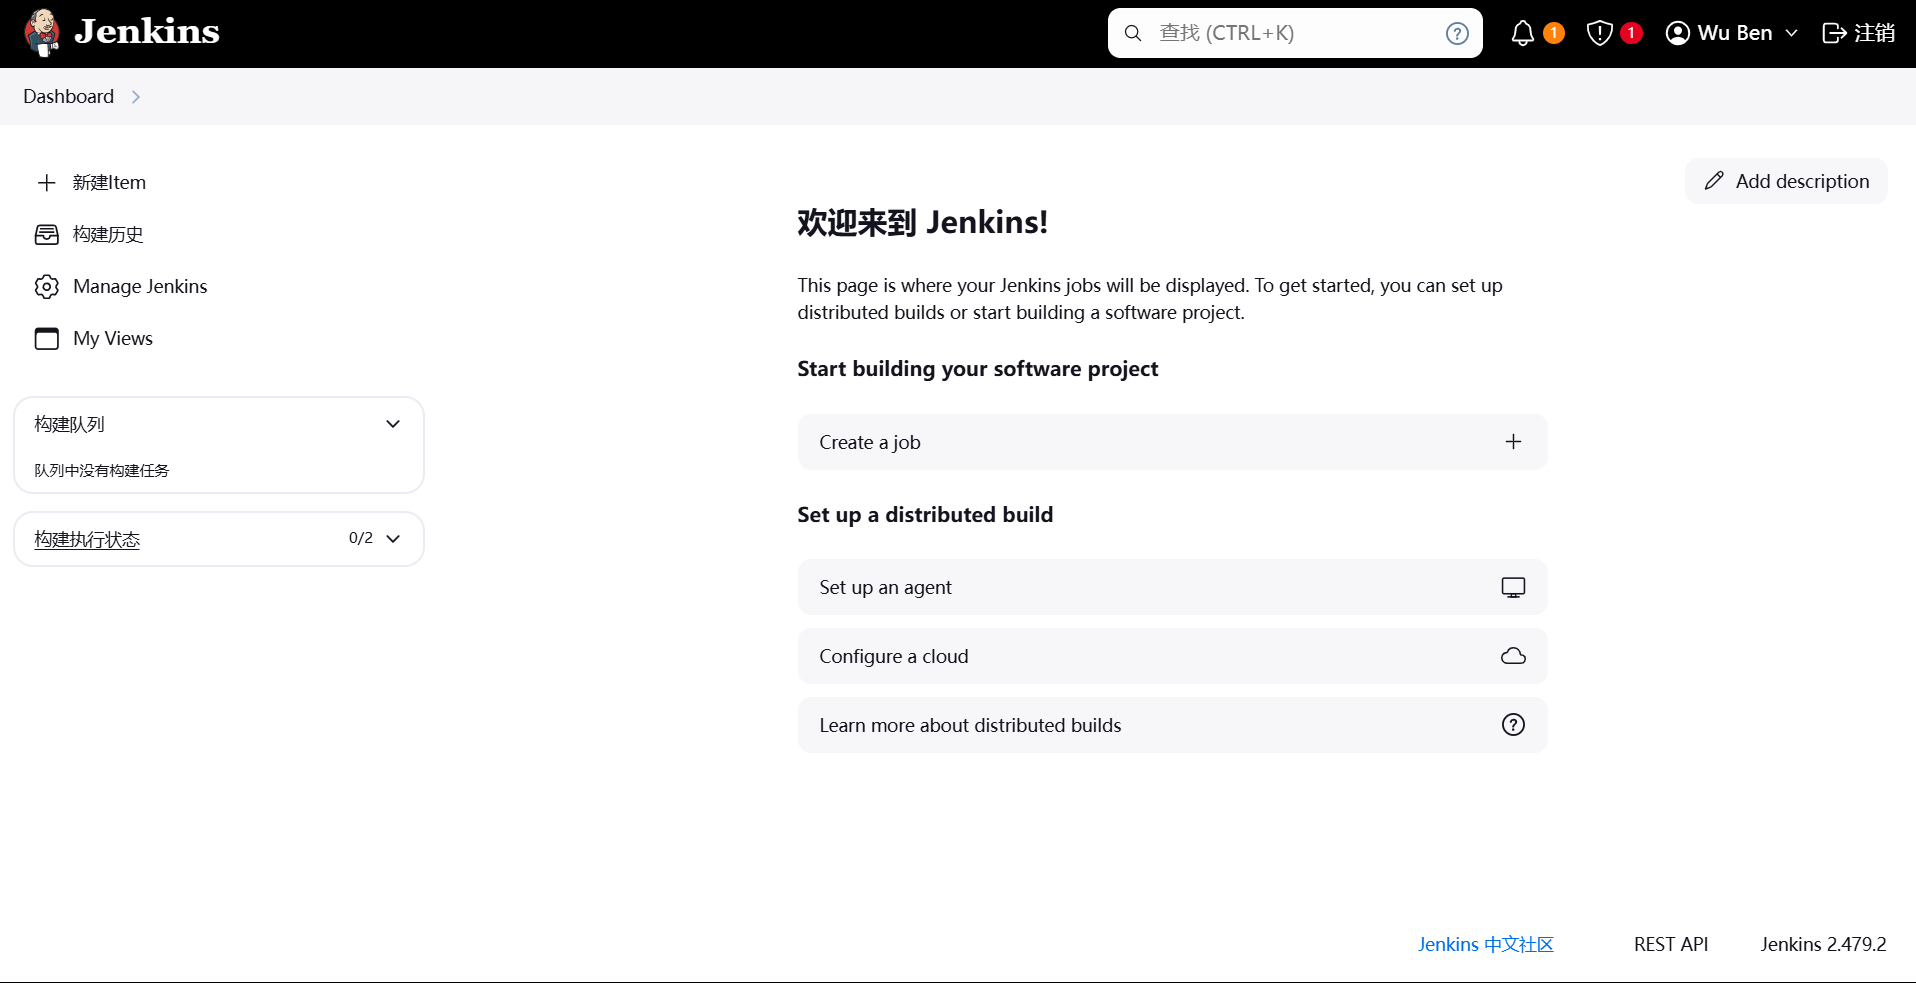 Jenkins
查找 (CTRL+K)
1
1
Wu Ben
注销
Dashboard
新建Item
构建历史
Manage Jenkins
My Views
构建队列
队列中没有构建任务
构建执行状态
0/2
Add description
欢迎来到 Jenkins!
This page is where your Jenkins jobs will be displayed. To get started, you can set up
distributed builds or start building a software project.
Start building your software project
Create a job
Set up a distributed build
Set up an agent
Configure a cloud
Learn more about distributed builds
Jenkins 中文社区
REST API
Jenkins 2.479.2